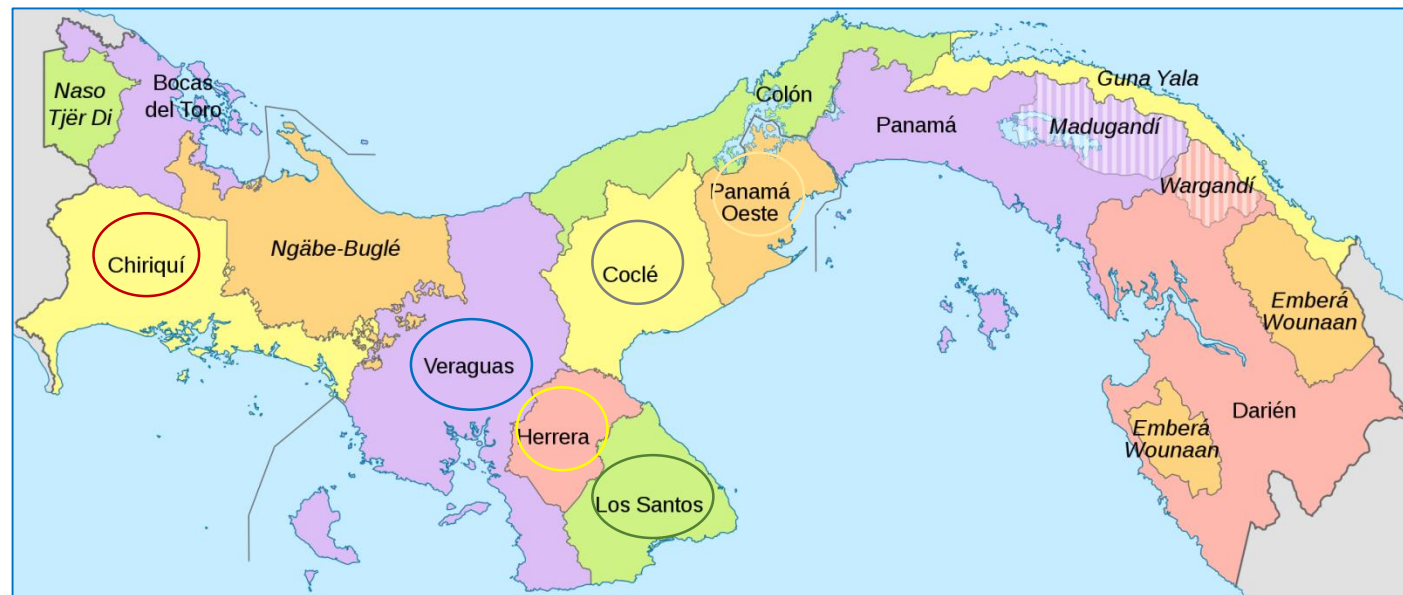 Naso
Tjër Di
Bocas
del Toro
Colón
Guna Yala
Panamá
Madugandí
Wargandí
Panamá
Oeste
Chiriquí
Ngäbe-Buglé
Coclé
Emberá
Wounaan
Veraguas
Darién
Herrera
Emberá
Wounaan
Los Santos